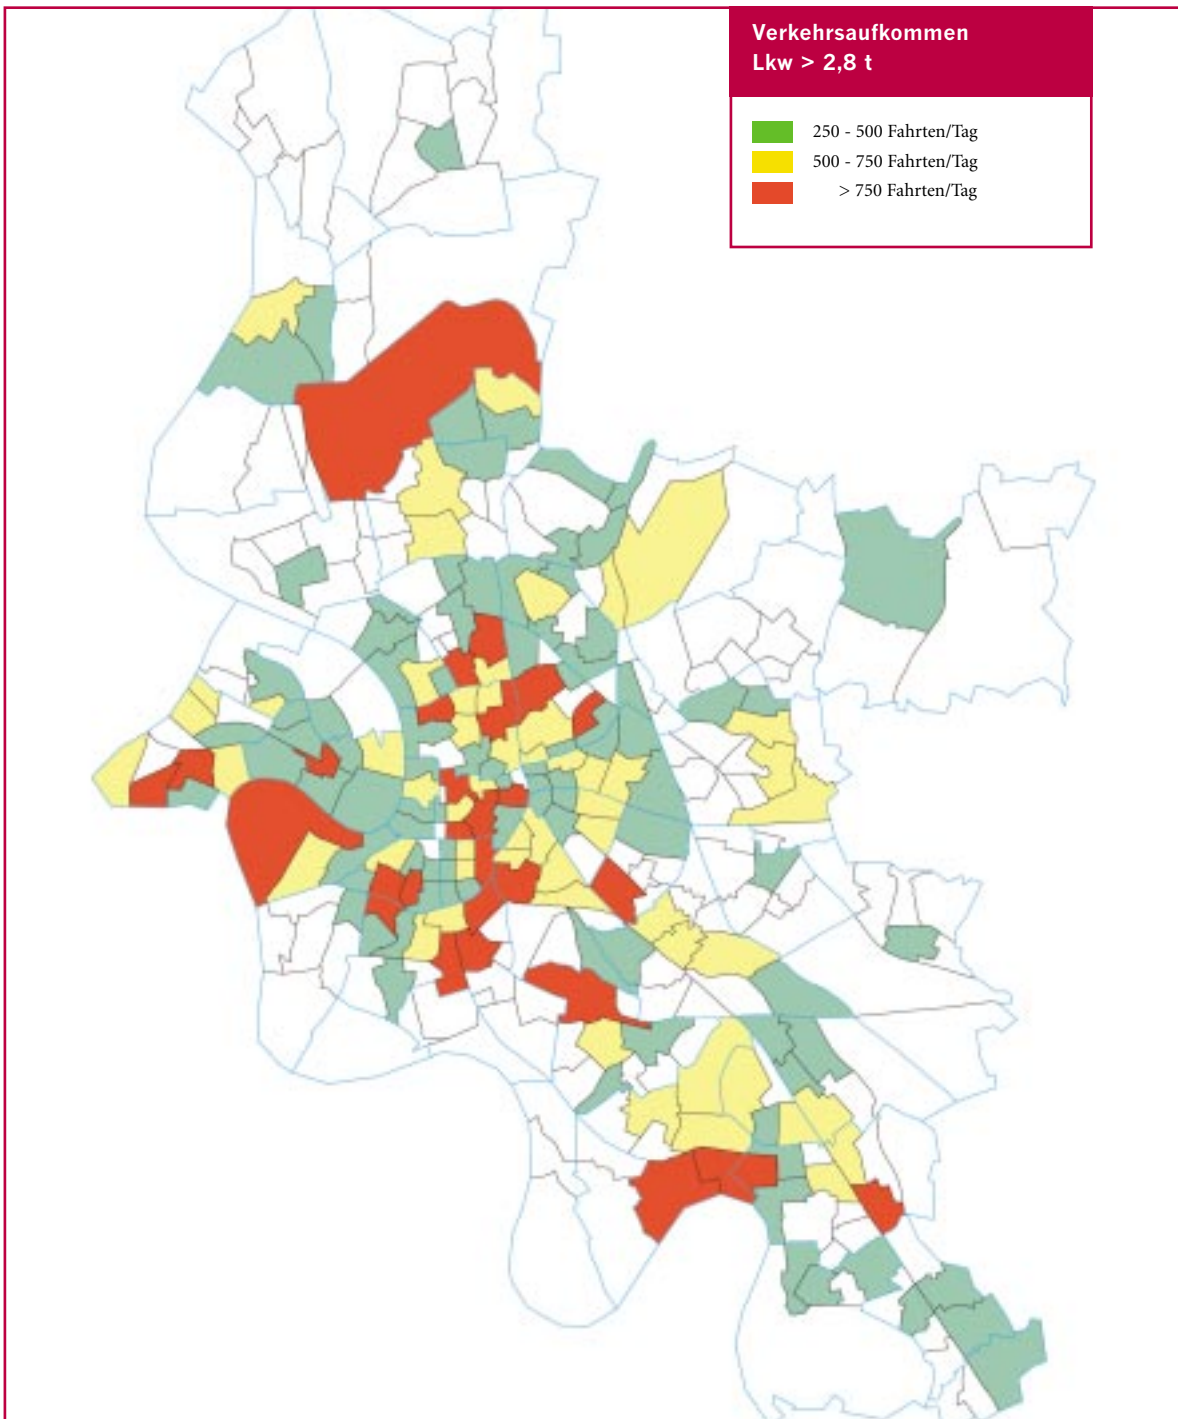 Verkehrsaufkommen
Lkw > 2,8 t
250 - 500 Fahrten/Tag
500 - 750 Fahrten/Tag
> 750 Fahrten/Tag